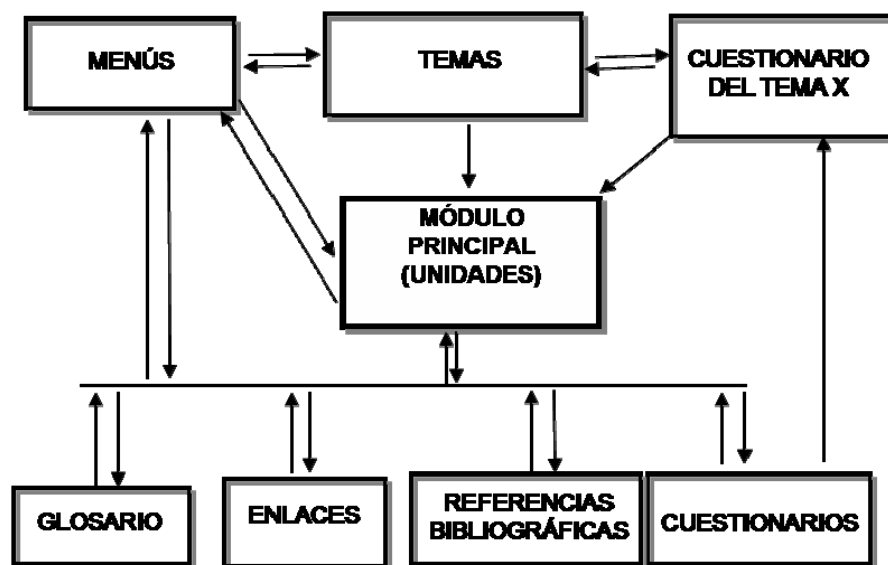 MENÚS
TEMAS
CUESTIONARIO
DEL TEMA X
MÓDULO
PRINCIPAL
(UNIDADES)
GLOSARIO
ENLACES
REFERENCIAS
BIBLIOGRÁFICAS
CUESTIONARIOS